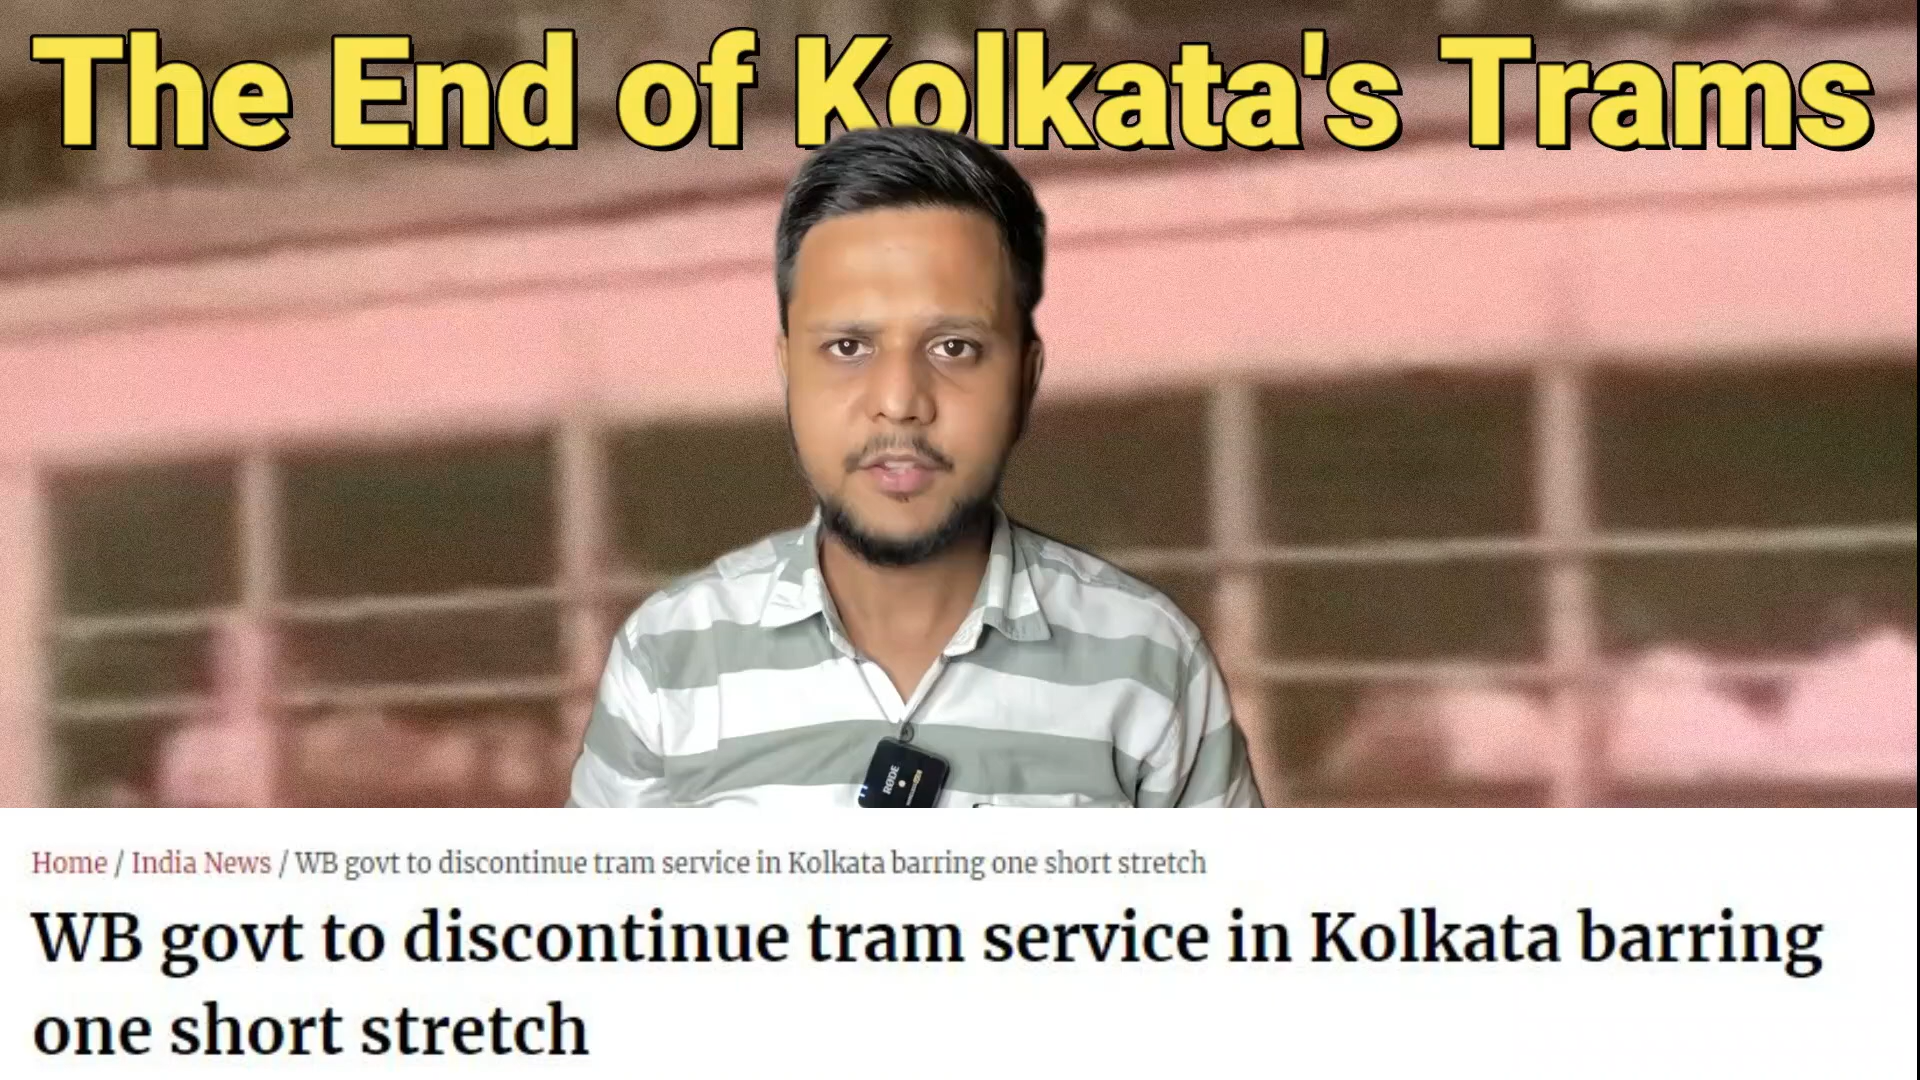 The End of Kolkata's Trams
RØDE
Home / India News / WB govt to discontinue tram service in Kolkata barring one short stretch
WB govt to discontinue tram service in Kolkata barring
one short stretch